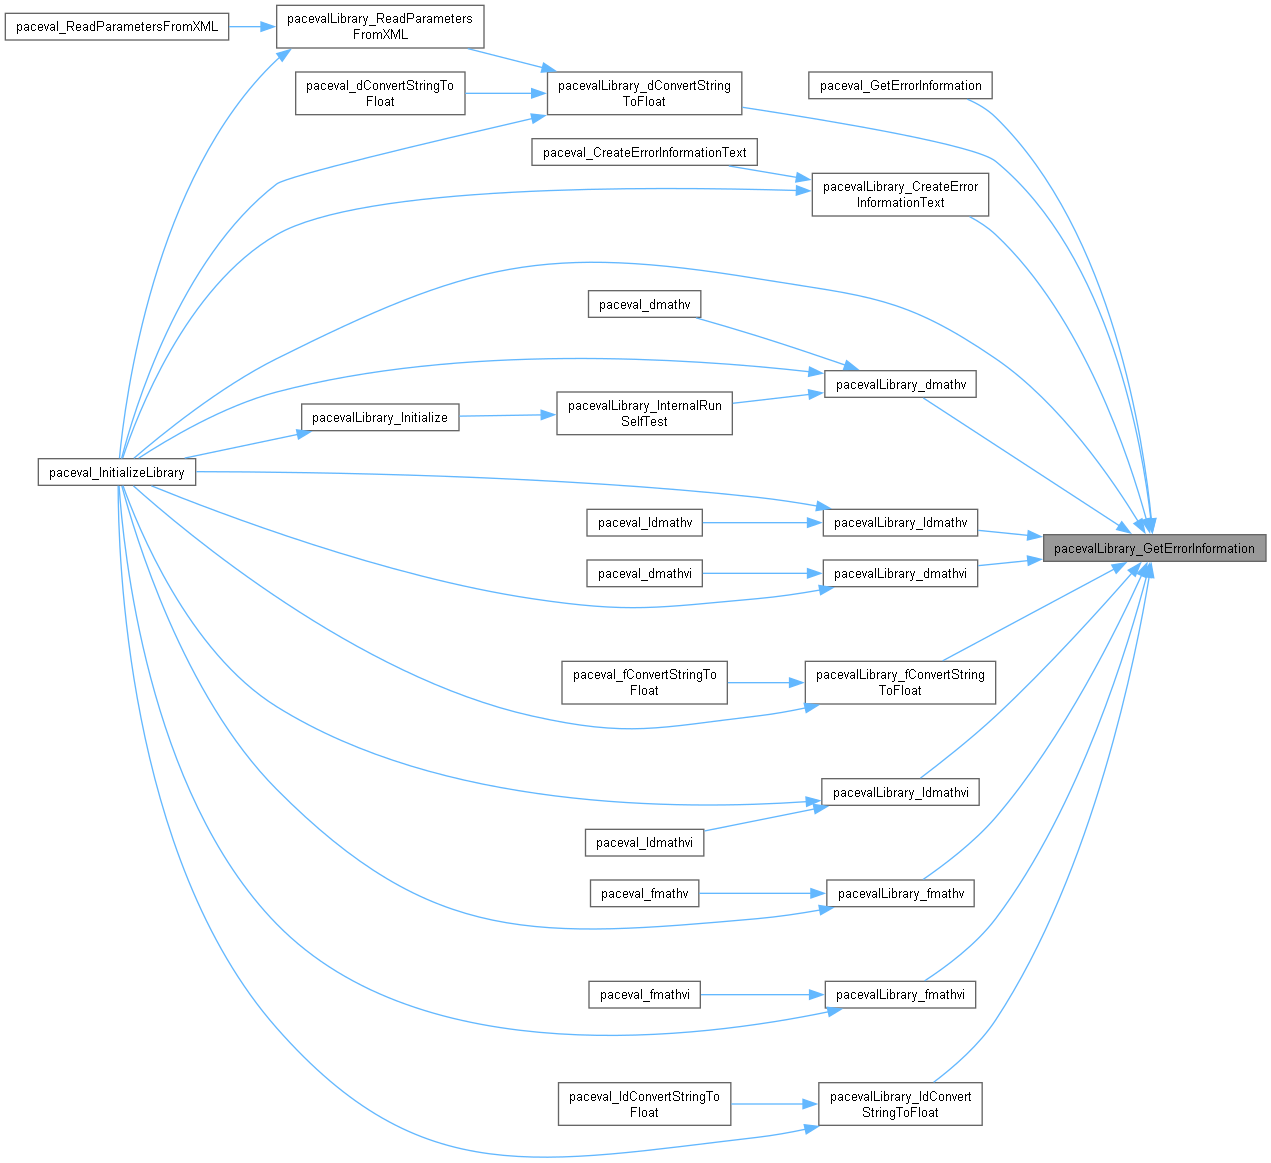 paceval_ReadParametersFromXML
pacevalLibrary_ReadParameters
FromXML
paceval_dConvertStringTo
Float
pacevalLibrary_dConvertString
ToFloat
paceval_GetErrorInformation
paceval_CreateErrorInformationText
pacevalLibrary_CreateError
InformationText
paceval_dmathv
pacevalLibrary_dmathv
pacevalLibrary_InternalRun
SelfTest
pacevalLibrary_Initialize
paceval_InitializeLibrary
paceval_ldmathv
pacevalLibrary_ldmathv
pacevalLibrary_GetErrorInformation
paceval_dmathvi
pacevalLibrary_dmathvi
paceval_fConvertStringTo
Float
pacevalLibrary_fConvertString
ToFloat
pacevalLibrary_ldmathvi
paceval_ldmathvi
paceval_fmathv
pacevalLibrary_fmathv
paceval_fmathvi
pacevalLibrary_fmathvi
paceval_ldConvertStringTo
Float
pacevalLibrary_ldConvert
StringToFloat